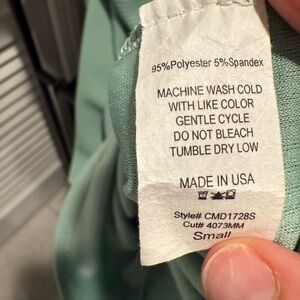 95%Polyester 5%Spandex
MACHINE WASH COLD
WITH LIKE COLOR
GENTLE CYCLE
DO NOT BLEACH
TUMBLE DRY LOW
MADE IN USA
Style# CMD1728S
Cut# 4073MM
Small